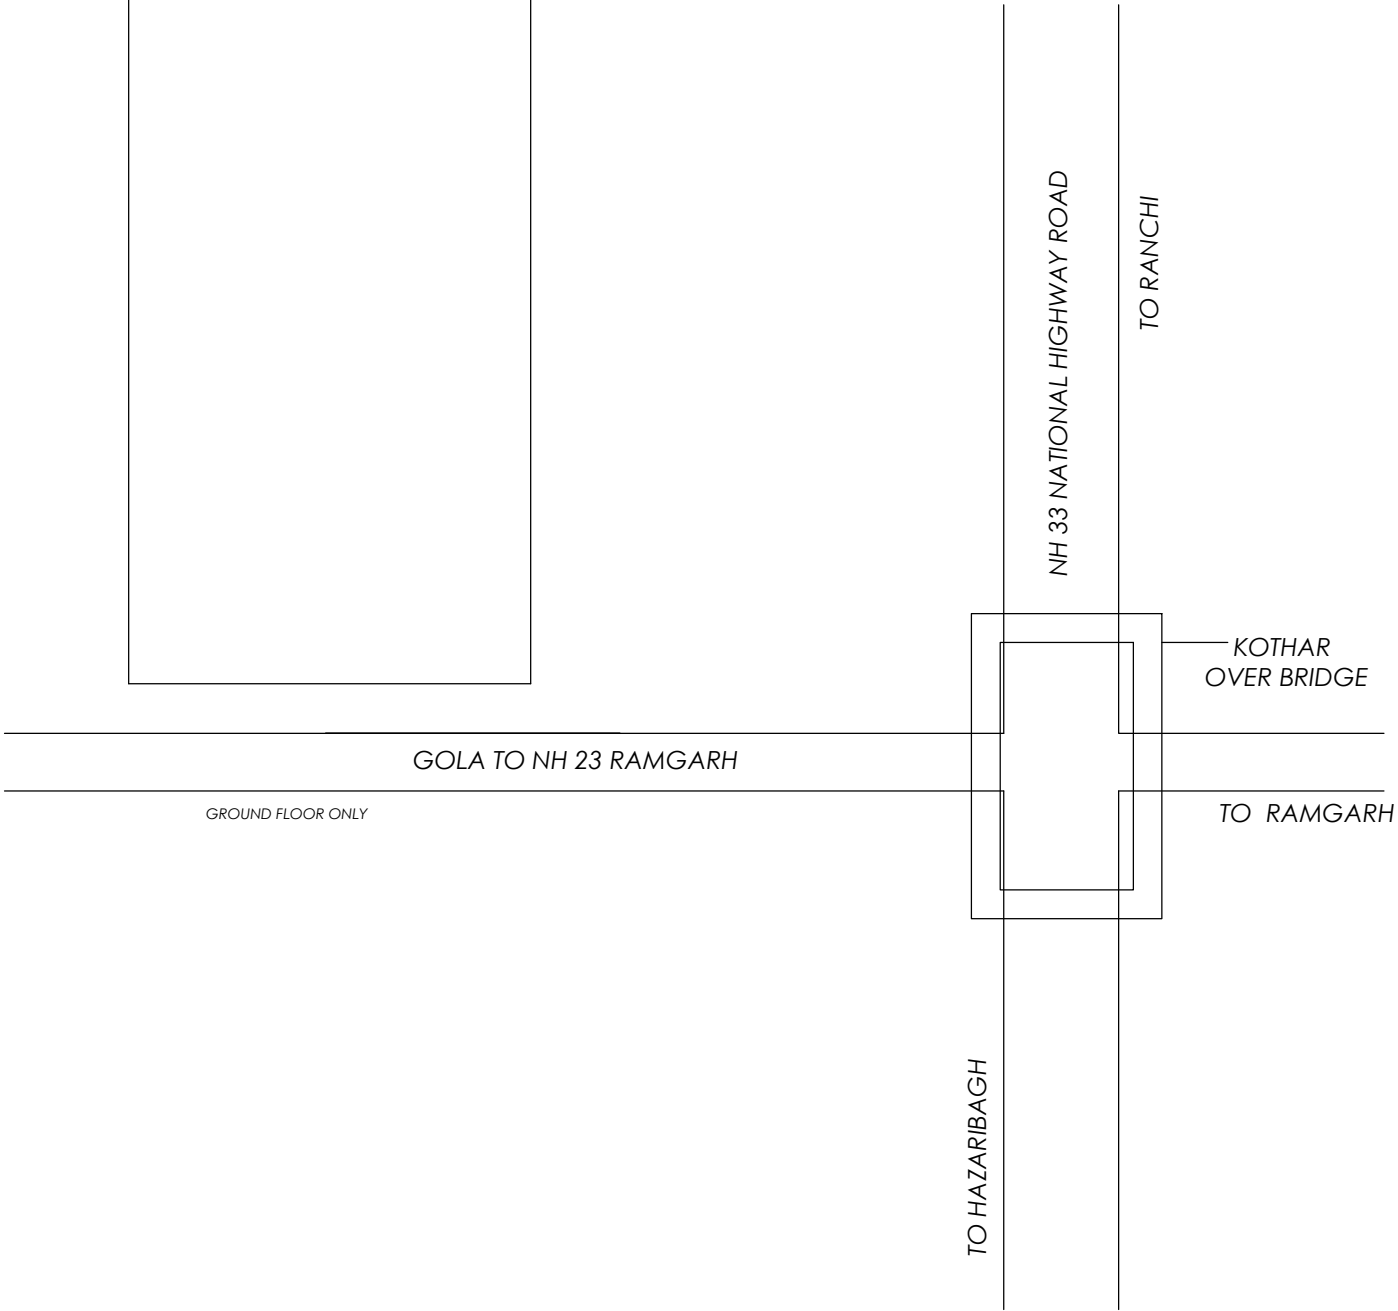 NH 33 NATIONAL HIGHWAY ROAD
TO RANCHI
KOTHAR
OVER BRIDGE
GOLA TO NH 23 RAMGARH
GROUND FLOOR ONLY
TO RAMGARH
TO HAZARIBAGH